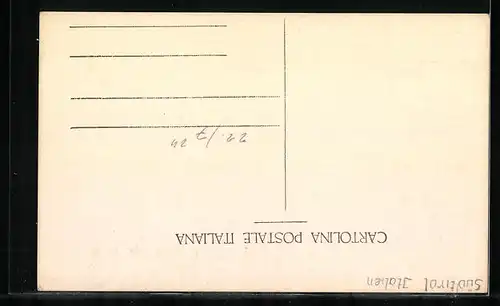 Südtirol Italien
CARTOLINA POSTALE ITALIANA